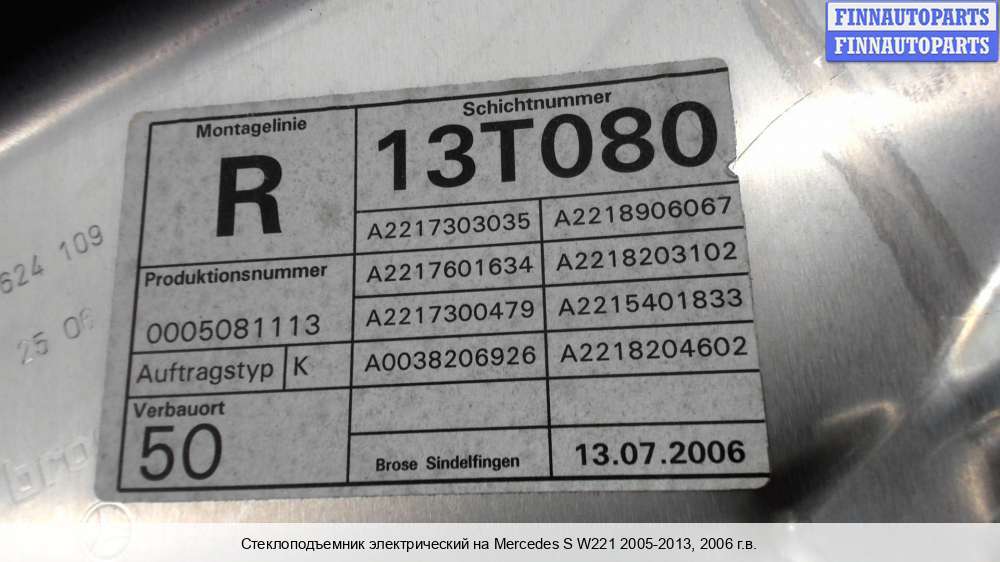 FINNAUTOPARTS
FINNAUTOPARTS
Montagelinie
R
Schichtnummer
13T080
A2217303035 A2218906067
A2217601634 A2218203102
A2217300479 A2215401833
A0038206926 A2218204602
Produktionsnummer
0005081113
Auftragstyp K
Verbauort
50
Brose Sindelfingen 13.07.2006
624 109
25 06
Стеклоподъемник электрический на Mercedes S W221 2005-2013, 2006 г.в.